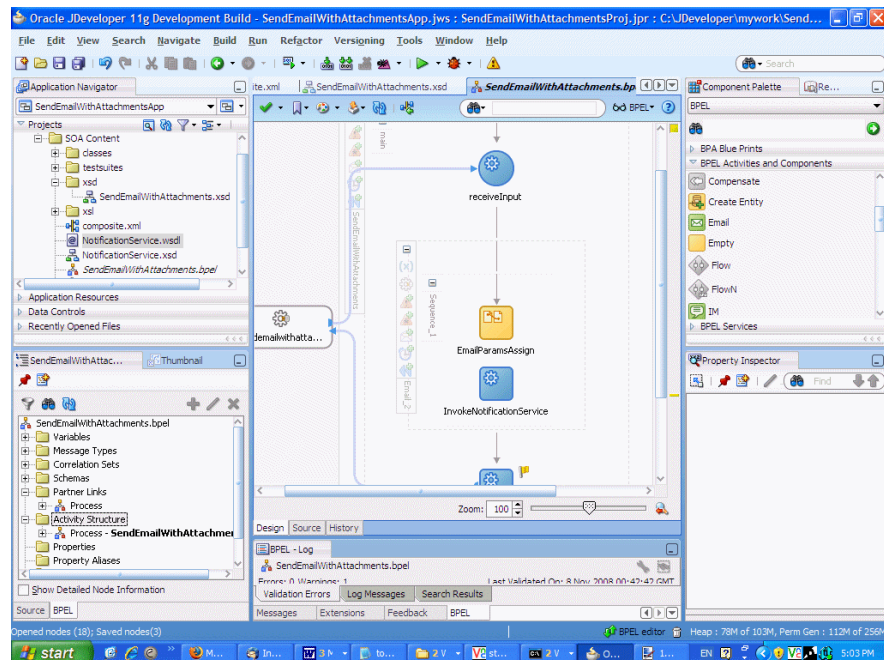 Oracle JDeveloper 11g Development Build - SendEmailWithAttachmentsApp.jws : SendEmailWithAttachmentsProj.jpr : C:\JDeveloper\mywork\Send...
File Edit View Search Navigate Build Run Refactor Versioning Tools Window Help
Search
Application Navigator
SendEmailWithAttachmentsApp
Projects
SOA Content
classes
testsuites
xsd
SendEmailWithAttachments.xsd
xsl
composite.xml
NotificationService.wsdl
NotificationService.xsd
SendEmailWithAttachments.bpel
Application Resources
Data Controls
Recently Opened Files
SendEmailWithAttac...
Thumbnail
SendEmailWithAttachments.bpel
Variables
Message Types
Correlation Sets
Schemas
Partner Links
Process
Activity Structure
Process - SendEmailWithAttachmen
Properties
Property Aliases
Show Detailed Node Information
Source BPEL
ite.xml
SendEmailWithAttachments.xsd
SendEmailWithAttachments.bp
BPEL
main
SendEmailWithAttachments
receiveInput
Sequence_1
demailwithatta...
EmailParamsAssign
Email_2
InvokeNotificationService
Zoom: 100
Design Source History
BPEL - Log
SendEmailWithAttachments.bpel
Errors: 0 Warnings: 1
Last Validated On: 8 Nov 2008 00:42:42 GMT
Validation Errors Log Messages Search Results
Messages Extensions Feedback BPEL
Component Palette
Re...
BPEL
BPA Blue Prints
BPEL Activities and Components
Compensate
Create Entity
Email
Empty
Flow
FlowN
IM
BPEL Services
Property Inspector
Find
Opened nodes (18); Saved nodes(3)
BPEL editor
Heap : 78M of 103M, Perm Gen : 112M of 256M
start
M...
In...
to...
2 V
st...
2 V
O...
1...
EN
5:03 PM